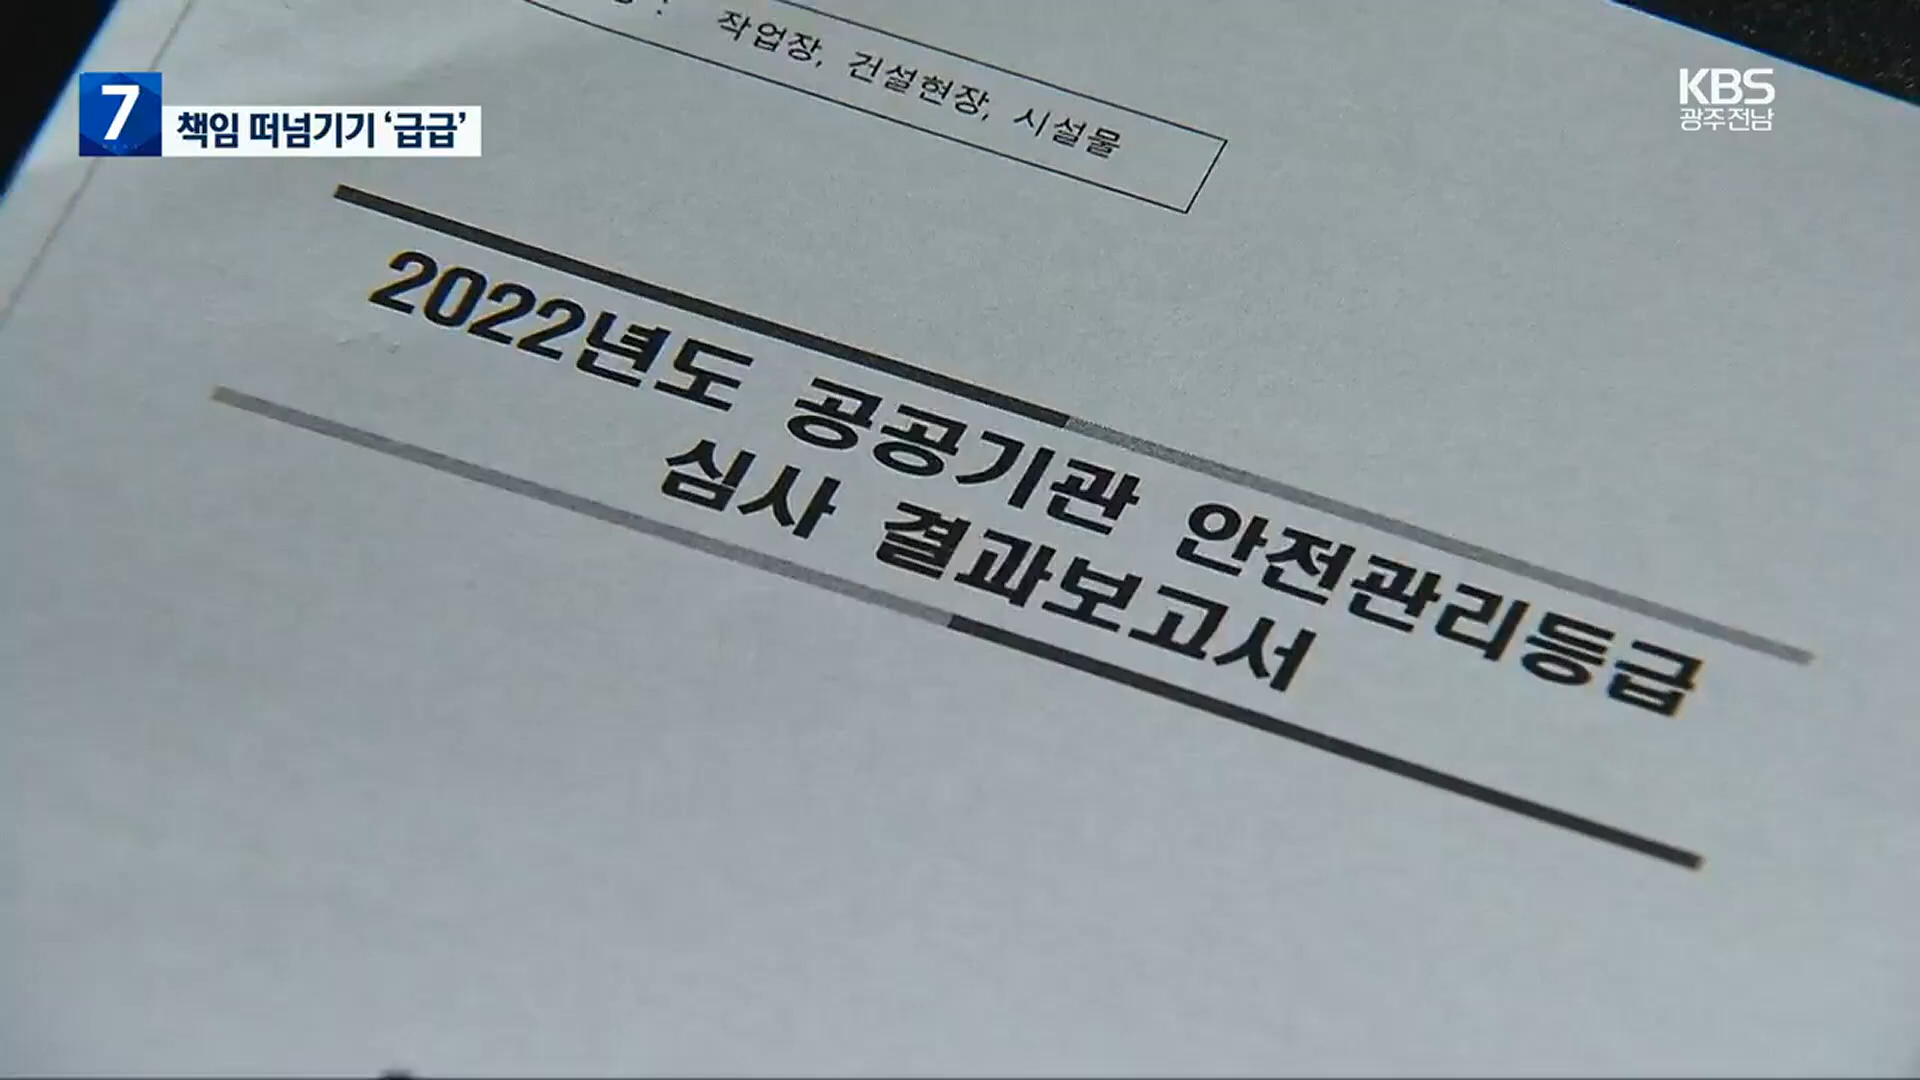 작업장, 건설현장, 시설물
7
책임 떠넘기기 ‘급급’
KBS
광주전남
2022년도 공공기관 안전관리등급
심사 결과보고서